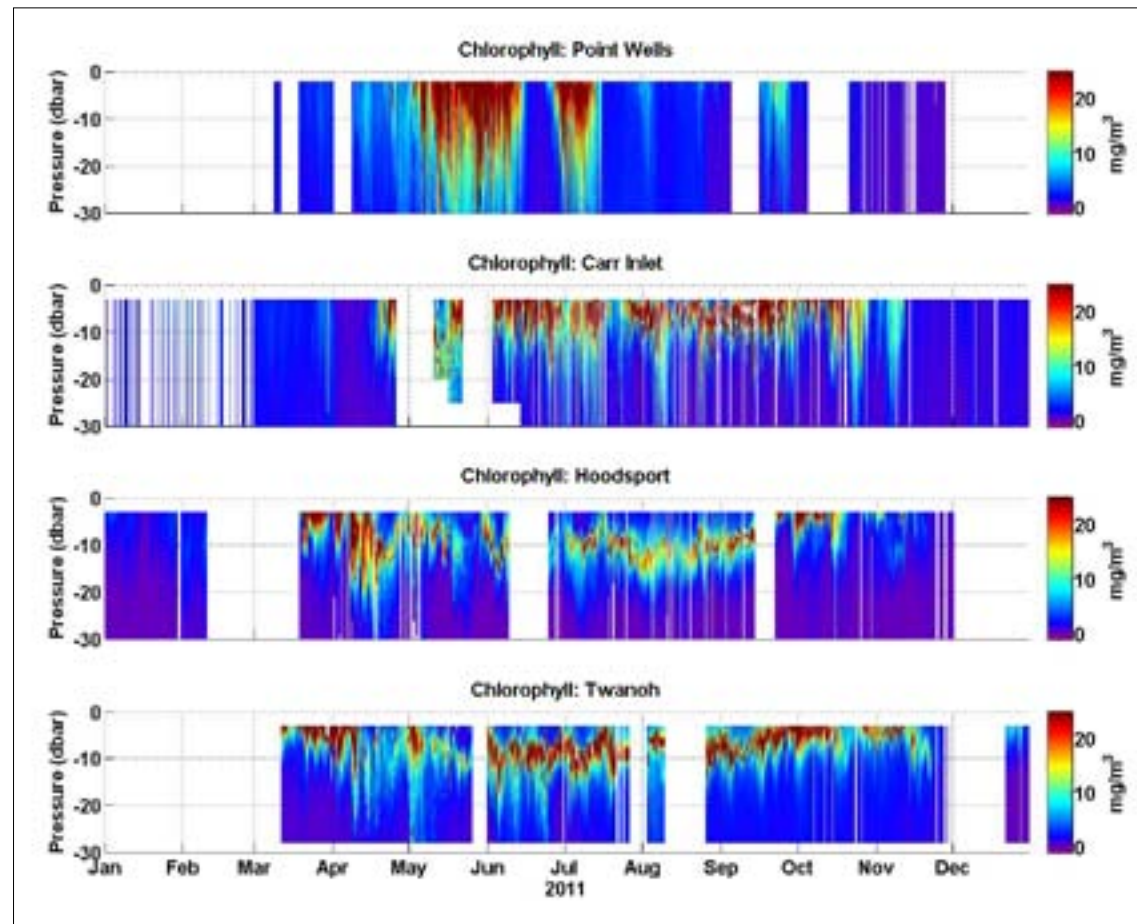 Chlorophyll: Point Wells
Pressure (dbar)
0
-10
-20
-30
20
10
0
mg/m³
Chlorophyll: Carr Inlet
Pressure (dbar)
0
-10
-20
-30
20
10
0
mg/m³
Chlorophyll: Hoodsport
Pressure (dbar)
0
-10
-20
-30
20
10
0
mg/m³
Chlorophyll: Twanoh
Pressure (dbar)
0
-10
-20
-30
20
10
0
mg/m³
Jan Feb Mar Apr May Jun Jul Aug Sep Oct Nov Dec
2011